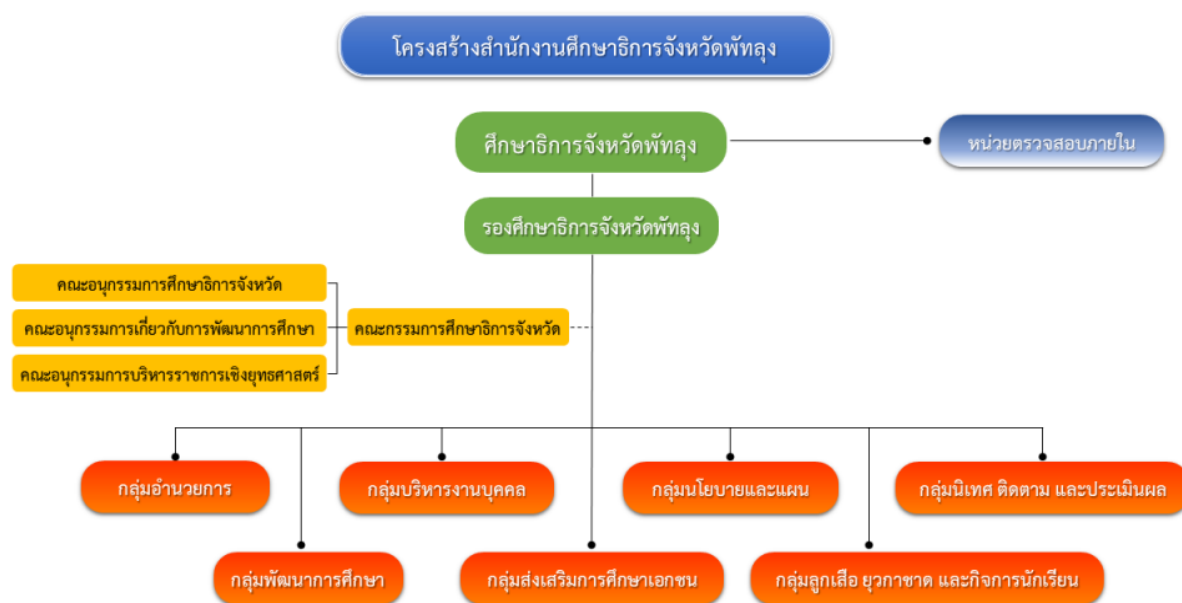 โครงสร้างสำนักงานศึกษาธิการจังหวัดพัทลุง
ศึกษาธิการจังหวัดพัทลุง
หน่วยตรวจสอบภายใน
รองศึกษาธิการจังหวัดพัทลุง
คณะอนุกรรมการศึกษาธิการจังหวัด
คณะอนุกรรมการเกี่ยวกับการพัฒนาการศึกษา
คณะกรรมการศึกษาธิการจังหวัด
คณะอนุกรรมการบริหารราชการเชิงยุทธศาสตร์
กลุ่มอำนวยการ
กลุ่มบริหารงานบุคคล
กลุ่มนโยบายและแผน
กลุ่มนิเทศ ติดตาม และประเมินผล
กลุ่มพัฒนาการศึกษา
กลุ่มส่งเสริมการศึกษาเอกชน
กลุ่มลูกเสือ ยุวกาชาด และกิจการนักเรียน